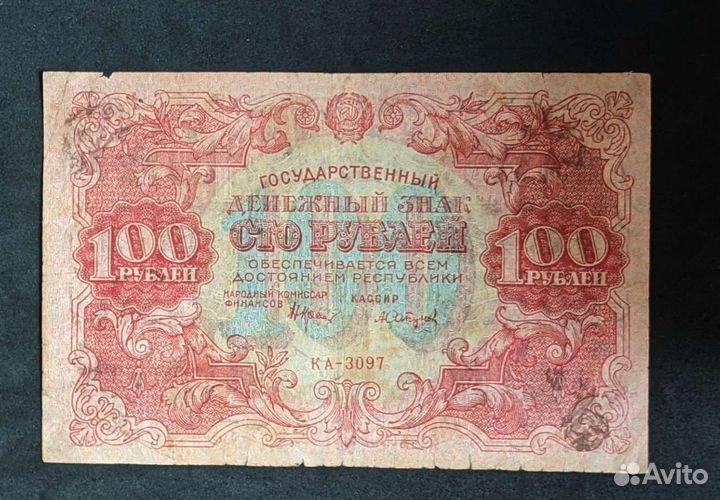 ГОСУДАРСТВЕННЫЙ
ДЕНЕЖНЫЙ ЗНАК
СТО РУБЛЕЙ
100
100 РУБЛЕЙ
100 РУБЛЕЙ
ОБЕСПЕЧИВАЕТСЯ ВСЕМ
ДОСТОЯНИЕМ РЕСПУБЛИКИ
НАРОДНЫЙ КОМИССАР
ФИНАНСОВ
КАССИР
КА-3097
Avito